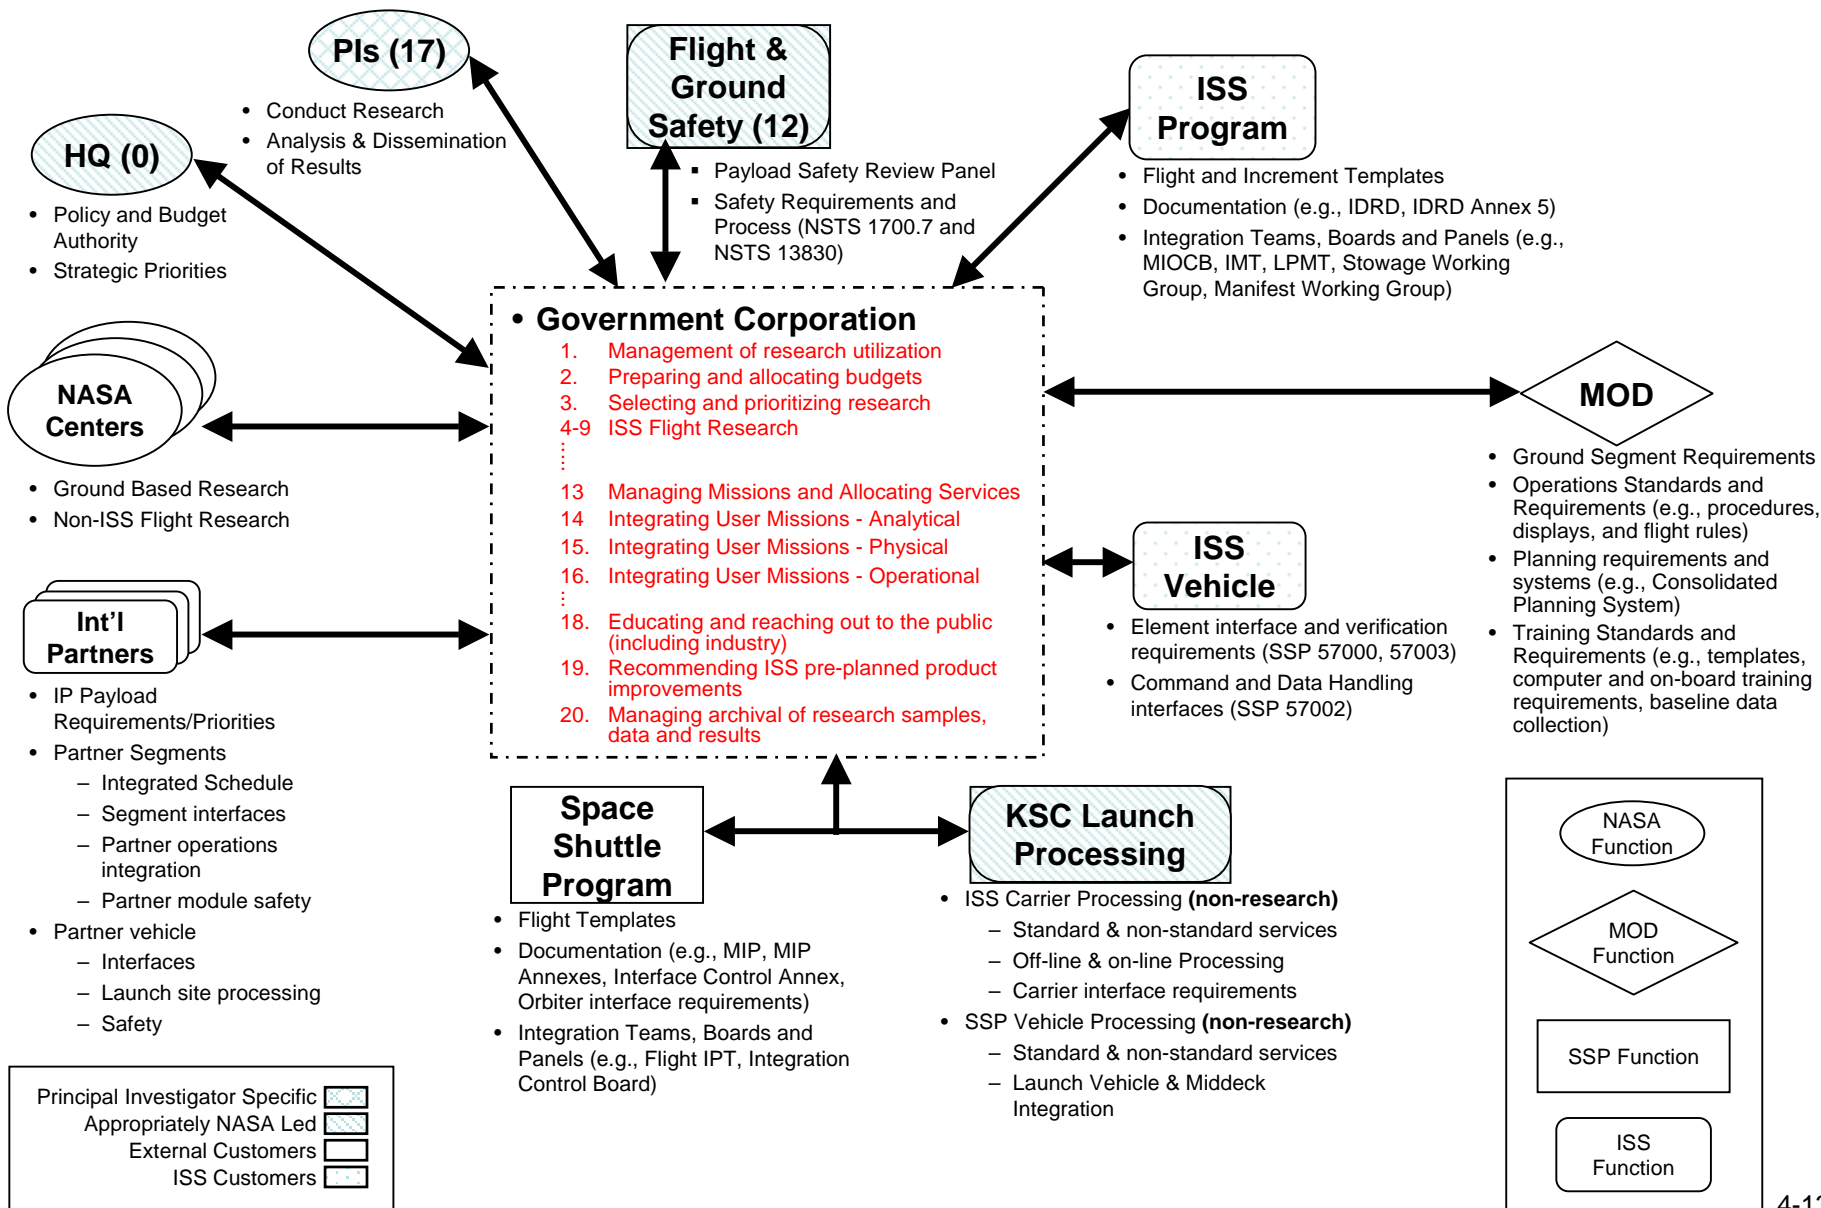 PIs (17)
• Conduct Research
• Analysis & Dissemination
of Results
HQ (0)
• Policy and Budget
Authority
• Strategic Priorities
Flight &
Ground
Safety (12)
▪ Payload Safety Review Panel
▪ Safety Requirements and
Process (NSTS 1700.7 and
NSTS 13830)
ISS
Program
• Flight and Increment Templates
• Documentation (e.g., IDRD, IDRD Annex 5)
• Integration Teams, Boards and Panels (e.g.,
MIOCB, IMT, LPMT, Stowage Working
Group, Manifest Working Group)
NASA
Centers
• Ground Based Research
• Non-ISS Flight Research
• Government Corporation
1. Management of research utilization
2. Preparing and allocating budgets
3. Selecting and prioritizing research
4-9 ISS Flight Research
13 Managing Missions and Allocating Services
14 Integrating User Missions - Analytical
15. Integrating User Missions - Physical
16. Integrating User Missions - Operational
18. Educating and reaching out to the public
(including industry)
19. Recommending ISS pre-planned product
improvements
20. Managing archival of research samples,
data and results
MOD
• Ground Segment Requirements
• Operations Standards and
Requirements (e.g., procedures,
displays, and flight rules)
• Planning requirements and
systems (e.g., Consolidated
Planning System)
• Training Standards and
Requirements (e.g., templates,
computer and on-board training
requirements, baseline data
collection)
ISS
Vehicle
• Element interface and verification
requirements (SSP 57000, 57003)
• Command and Data Handling
interfaces (SSP 57002)
Int'l
Partners
• IP Payload
Requirements/Priorities
• Partner Segments
– Integrated Schedule
– Segment interfaces
– Partner operations
integration
– Partner module safety
• Partner vehicle
– Interfaces
– Launch site processing
– Safety
Space
Shuttle
Program
• Flight Templates
• Documentation (e.g., MIP, MIP
Annexes, Interface Control Annex,
Orbiter interface requirements)
• Integration Teams, Boards and
Panels (e.g., Flight IPT, Integration
Control Board)
KSC Launch
Processing
• ISS Carrier Processing (non-research)
– Standard & non-standard services
– Off-line & on-line Processing
– Carrier interface requirements
• SSP Vehicle Processing (non-research)
– Standard & non-standard services
– Launch Vehicle & Middeck
Integration
Principal Investigator Specific
Appropriately NASA Led
External Customers
ISS Customers
NASA
Function
MOD
Function
SSP Function
ISS
Function